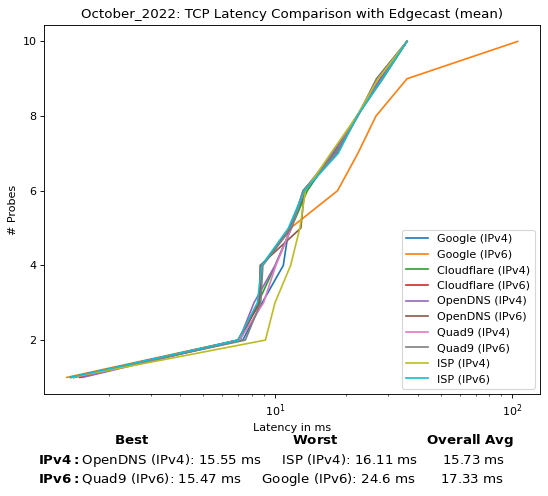 October_2022: TCP Latency Comparison with Edgecast (mean)
10
8
6
4
2
# Probes
Google (IPv4)
Google (IPv6)
Cloudflare (IPv4)
Cloudflare (IPv6)
OpenDNS (IPv4)
OpenDNS (IPv6)
Quad9 (IPv4)
Quad9 (IPv6)
ISP (IPv4)
ISP (IPv6)
10¹ 10²
Latency in ms
Best Worst Overall Avg
IPv4: OpenDNS (IPv4): 15.55 ms ISP (IPv4): 16.11 ms 15.73 ms
IPv6: Quad9 (IPv6): 15.47 ms Google (IPv6): 24.6 ms 17.33 ms